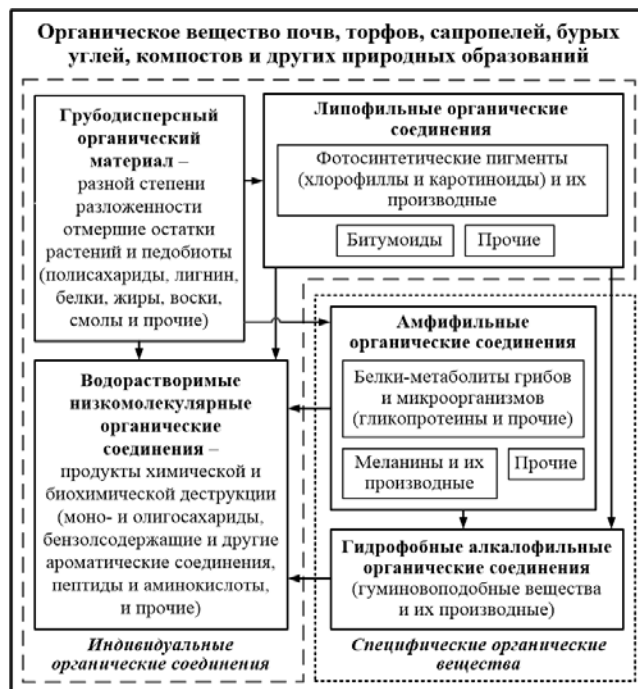 Органическое вещество почв, торфов, сапропелей, бурых
углей, компостов и других природных образований
Грубодисперсный
органический
материал –
разной степени
разложенности
отмершие остатки
растений и педобиоты
(полисахариды, лигнин,
белки, жиры, воски,
смолы и прочие)
Липофильные органические
соединения
Фотосинтетические пигменты
(хлорофиллы и каротиноиды) и их
производные
Битумоиды
Прочие
Амфифильные
органические соединения
Белки-метаболиты грибов
и микроорганизмов
(гликопротеины и прочие)
Меланины и их
производные
Прочие
Водорастворимые
низкомолекулярные
органические
соединения –
продукты химической и
биохимической деструкции
(моно- и олигосахариды,
бензолсодержащие и другие
ароматические соединения,
пептиды и аминокислоты,
и прочие)
Гидрофобные алкалофильные
органические соединения
(гуминовоподобные вещества
и их производные)
Индивидуальные
органические соединения
Специфические органические
вещества